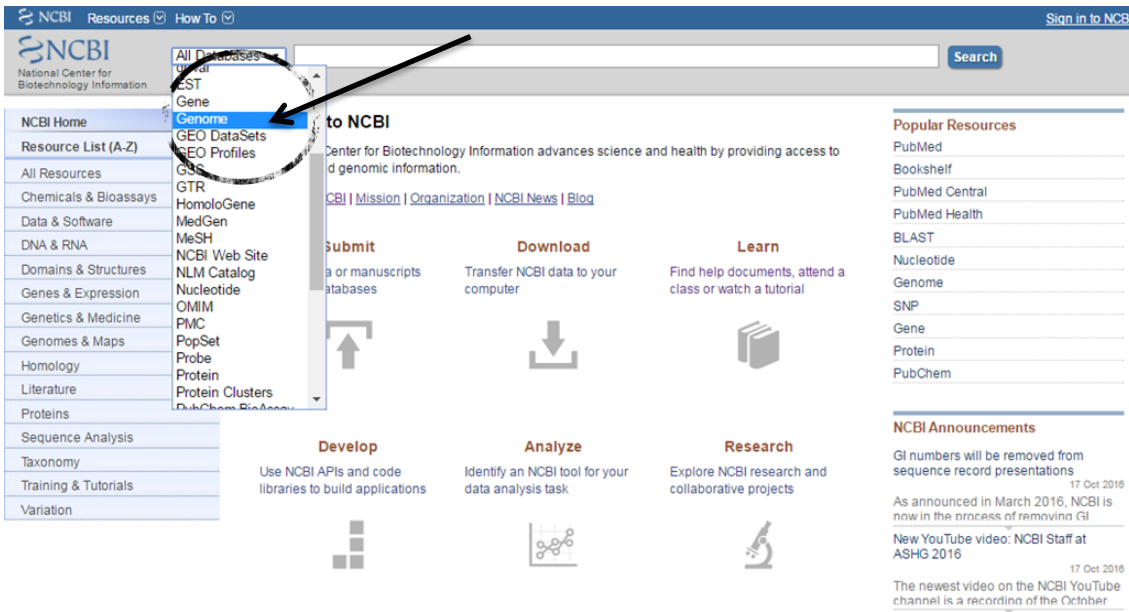 NCBI Resources How To Sign in to NCB
NCBI
National Center for
Biotechnology Information
All Databases
Search
EST
Gene
Genome
GEO DataSets
GEO Profiles
GSS
GTR
HomoloGene
MedGen
MeSH
NCBI Web Site
NLM Catalog
Nucleotide
OMIM
PMC
PopSet
Probe
Protein
Protein Clusters
PubChem BioAssay
NCBI Home
Resource List (A-Z)
All Resources
Chemicals & Bioassays
Data & Software
DNA & RNA
Domains & Structures
Genes & Expression
Genetics & Medicine
Genomes & Maps
Homology
Literature
Proteins
Sequence Analysis
Taxonomy
Training & Tutorials
Variation
to NCBI
Center for Biotechnology Information advances science and health by providing access to
d genomic information.
CBI | Mission | Organization | NCBI News | Blog
Submit
a or manuscripts
atabases
Download
Transfer NCBI data to your
computer
Learn
Find help documents, attend a
class or watch a tutorial
Develop
Use NCBI APIs and code
libraries to build applications
Analyze
Identify an NCBI tool for your
data analysis task
Research
Explore NCBI research and
collaborative projects
Popular Resources
PubMed
Bookshelf
PubMed Central
PubMed Health
BLAST
Nucleotide
Genome
SNP
Gene
Protein
PubChem
NCBI Announcements
GI numbers will be removed from
sequence record presentations
17 Oct 2016
As announced in March 2016, NCBI is
now in the process of removing GI
New YouTube video: NCBI Staff at
ASHG 2016
17 Oct 2016
The newest video on the NCBI YouTube
channel is a recording of the October